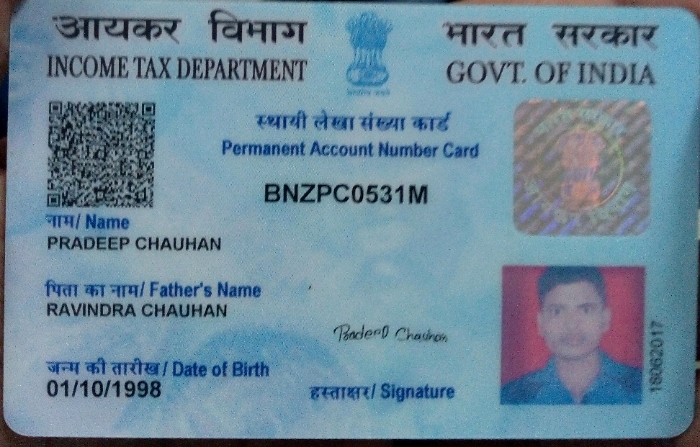 आयकर विभाग
INCOME TAX DEPARTMENT
भारत सरकार
GOVT. OF INDIA
स्थायी लेखा संख्या कार्ड
Permanent Account Number Card
BNZPC0531M
नाम/ Name
PRADEEP CHAUHAN
पिता का नाम/ Father's Name
RAVINDRA CHAUHAN
जन्म की तारीख/ Date of Birth
01/10/1998
Pradeep Chauhan
हस्ताक्षर/ Signature
18062017